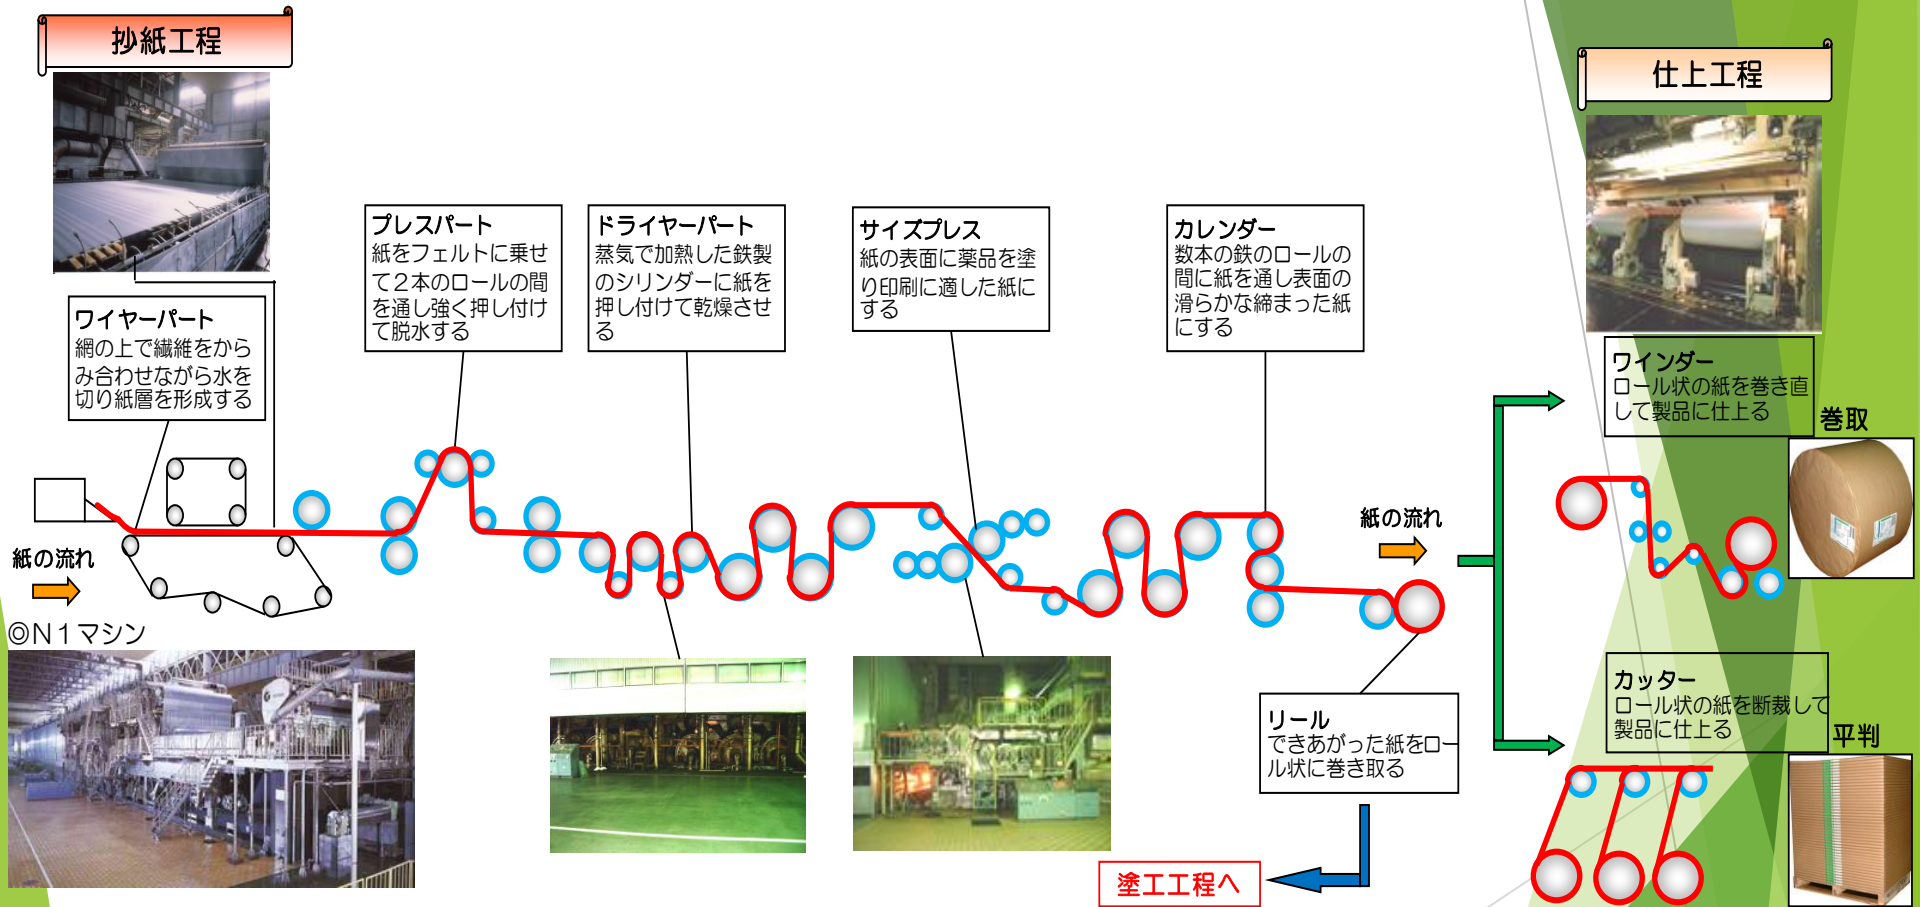 抄紙工程
仕上工程
プレスパート
紙をフェルトに乗せ
て２本のロールの間
を通し強く押し付け
て脱水する
ドライヤーパート
蒸気で加熱した鉄製
のシリンダーに紙を
押し付けて乾燥させ
る
サイズプレス
紙の表面に薬品を塗
り印刷に適した紙に
する
カレンダー
数本の鉄のロールの
間に紙を通し表面の
滑らかな締まった紙
にする
ワイヤーパート
網の上で繊維をから
み合わせながら水を
切り紙層を形成する
ワインダー
ロール状の紙を巻き直
して製品に仕上る
巻取
紙の流れ
紙の流れ
◎Ｎ１マシン
リール
できあがった紙をロー
ル状に巻き取る
カッター
ロール状の紙を断裁して
製品に仕上る
平判
塗工工程へ